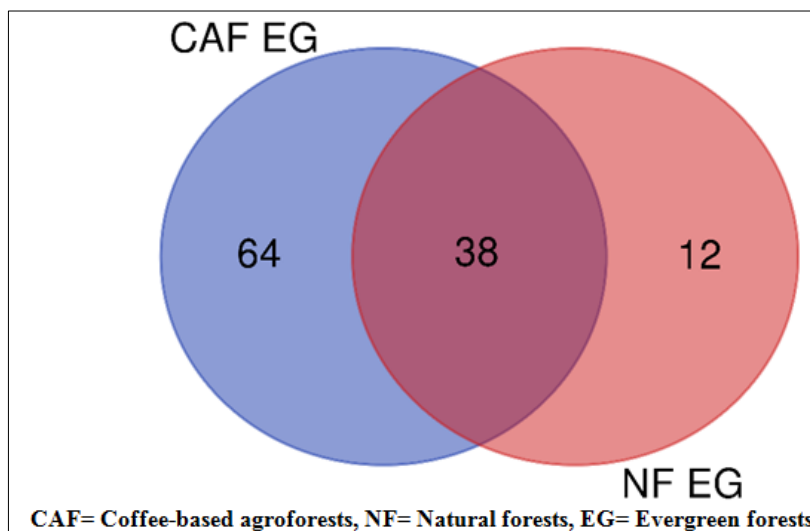 CAF EG
64 38 12
NF EG
CAF= Coffee-based agroforests, NF= Natural forests, EG= Evergreen forests